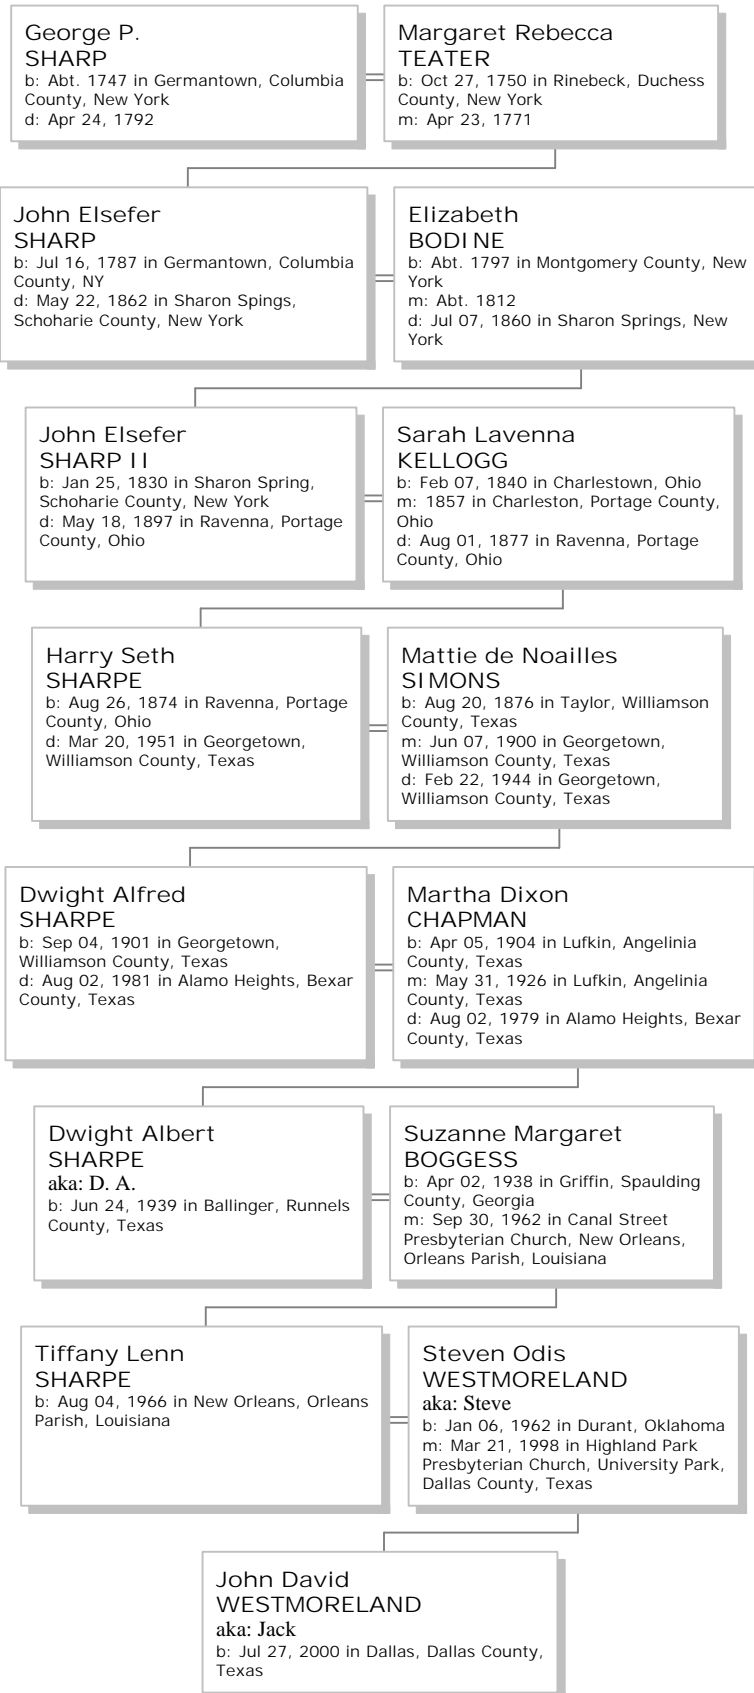 George P.
SHARP
b: Abt. 1747 in Germantown, Columbia
County, New York
d: Apr 24, 1792
Margaret Rebecca
TEATER
b: Oct 27, 1750 in Rinebeck, Duchess
County, New York
m: Apr 23, 1771
John Elsefer
SHARP
b: Jul 16, 1787 in Germantown, Columbia
County, NY
d: May 22, 1862 in Sharon Spings,
Schoharie County, New York
Elizabeth
BODINE
b: Abt. 1797 in Montgomery County, New
York
m: Abt. 1812
d: Jul 07, 1860 in Sharon Springs, New
York
John Elsefer
SHARP II
b: Jan 25, 1830 in Sharon Spring,
Schoharie County, New York
d: May 18, 1897 in Ravenna, Portage
County, Ohio
Sarah Lavenna
KELLOGG
b: Feb 07, 1840 in Charlestown, Ohio
m: 1857 in Charleston, Portage County,
Ohio
d: Aug 01, 1877 in Ravenna, Portage
County, Ohio
Harry Seth
SHARPE
b: Aug 26, 1874 in Ravenna, Portage
County, Ohio
d: Mar 20, 1951 in Georgetown,
Williamson County, Texas
Mattie de Noailles
SIMONS
b: Aug 20, 1876 in Taylor, Williamson
County, Texas
m: Jun 07, 1900 in Georgetown,
Williamson County, Texas
d: Feb 22, 1944 in Georgetown,
Williamson County, Texas
Dwight Alfred
SHARPE
b: Sep 04, 1901 in Georgetown,
Williamson County, Texas
d: Aug 02, 1981 in Alamo Heights, Bexar
County, Texas
Martha Dixon
CHAPMAN
b: Apr 05, 1904 in Lufkin, Angelinia
County, Texas
m: May 31, 1926 in Lufkin, Angelinia
County, Texas
d: Aug 02, 1979 in Alamo Heights, Bexar
County, Texas
Dwight Albert
SHARPE
aka: D. A.
b: Jun 24, 1939 in Ballinger, Runnels
County, Texas
Suzanne Margaret
BOGGESS
b: Apr 02, 1938 in Griffin, Spaulding
County, Georgia
m: Sep 30, 1962 in Canal Street
Presbyterian Church, New Orleans,
Orleans Parish, Louisiana
Tiffany Lenn
SHARPE
b: Aug 04, 1966 in New Orleans, Orleans
Parish, Louisiana
Steven Odis
WESTMORELAND
aka: Steve
b: Jan 06, 1962 in Durant, Oklahoma
m: Mar 21, 1998 in Highland Park
Presbyterian Church, University Park,
Dallas County, Texas
John David
WESTMORELAND
aka: Jack
b: Jul 27, 2000 in Dallas, Dallas County,
Texas